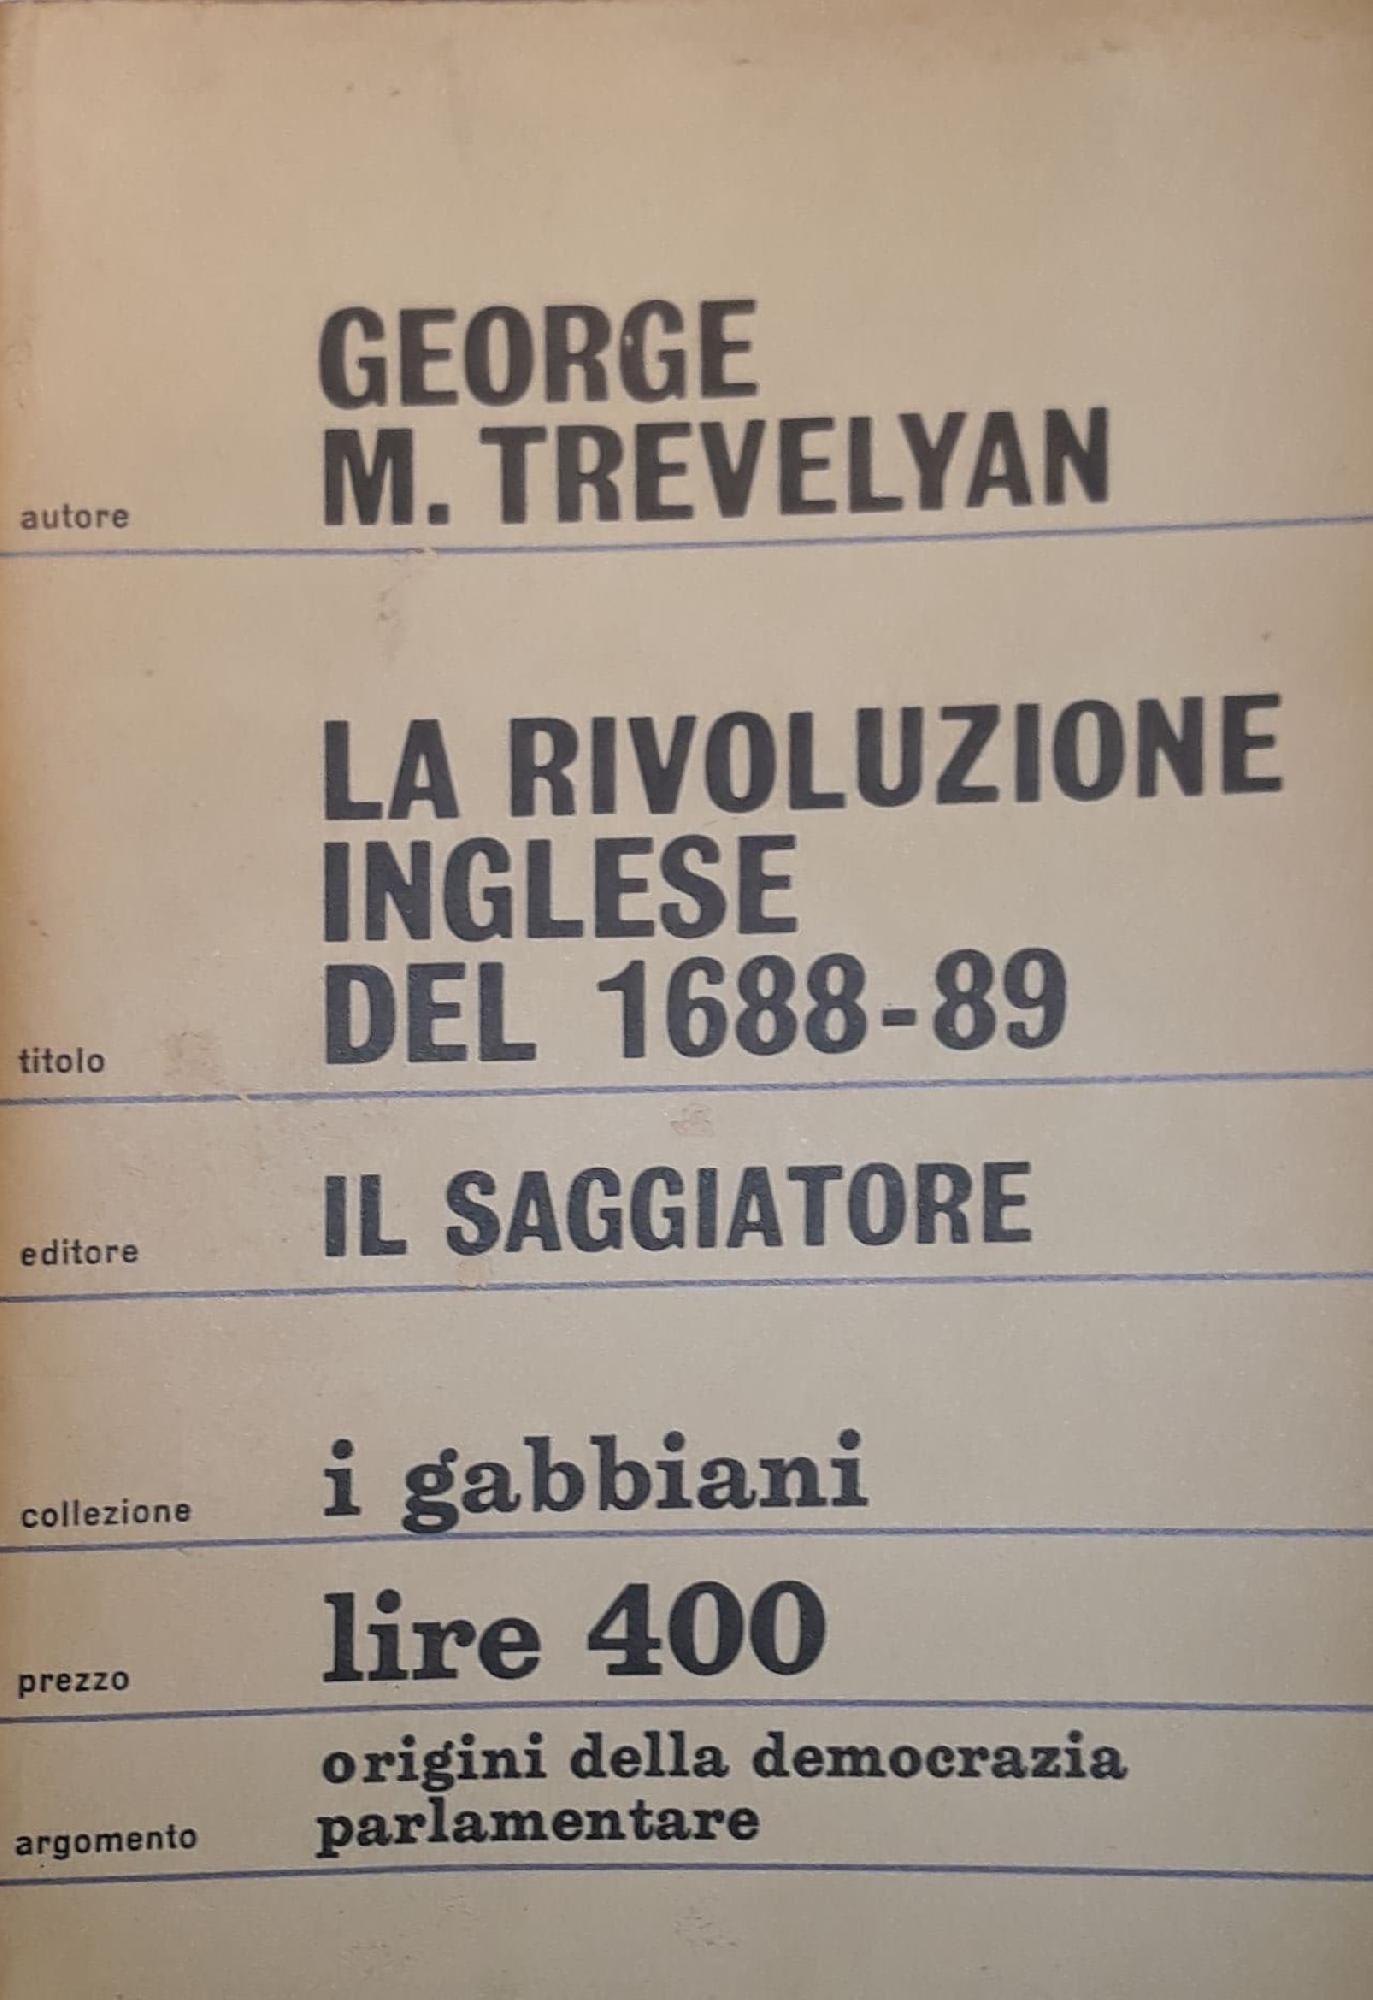 GEORGE
autore M. TREVELYAN
LA RIVOLUZIONE
INGLESE
titolo DEL 1688-89
editore IL SAGGIATORE
collezione i gabbiani
prezzo lire 400
origini della democrazia
argomento parlamentare